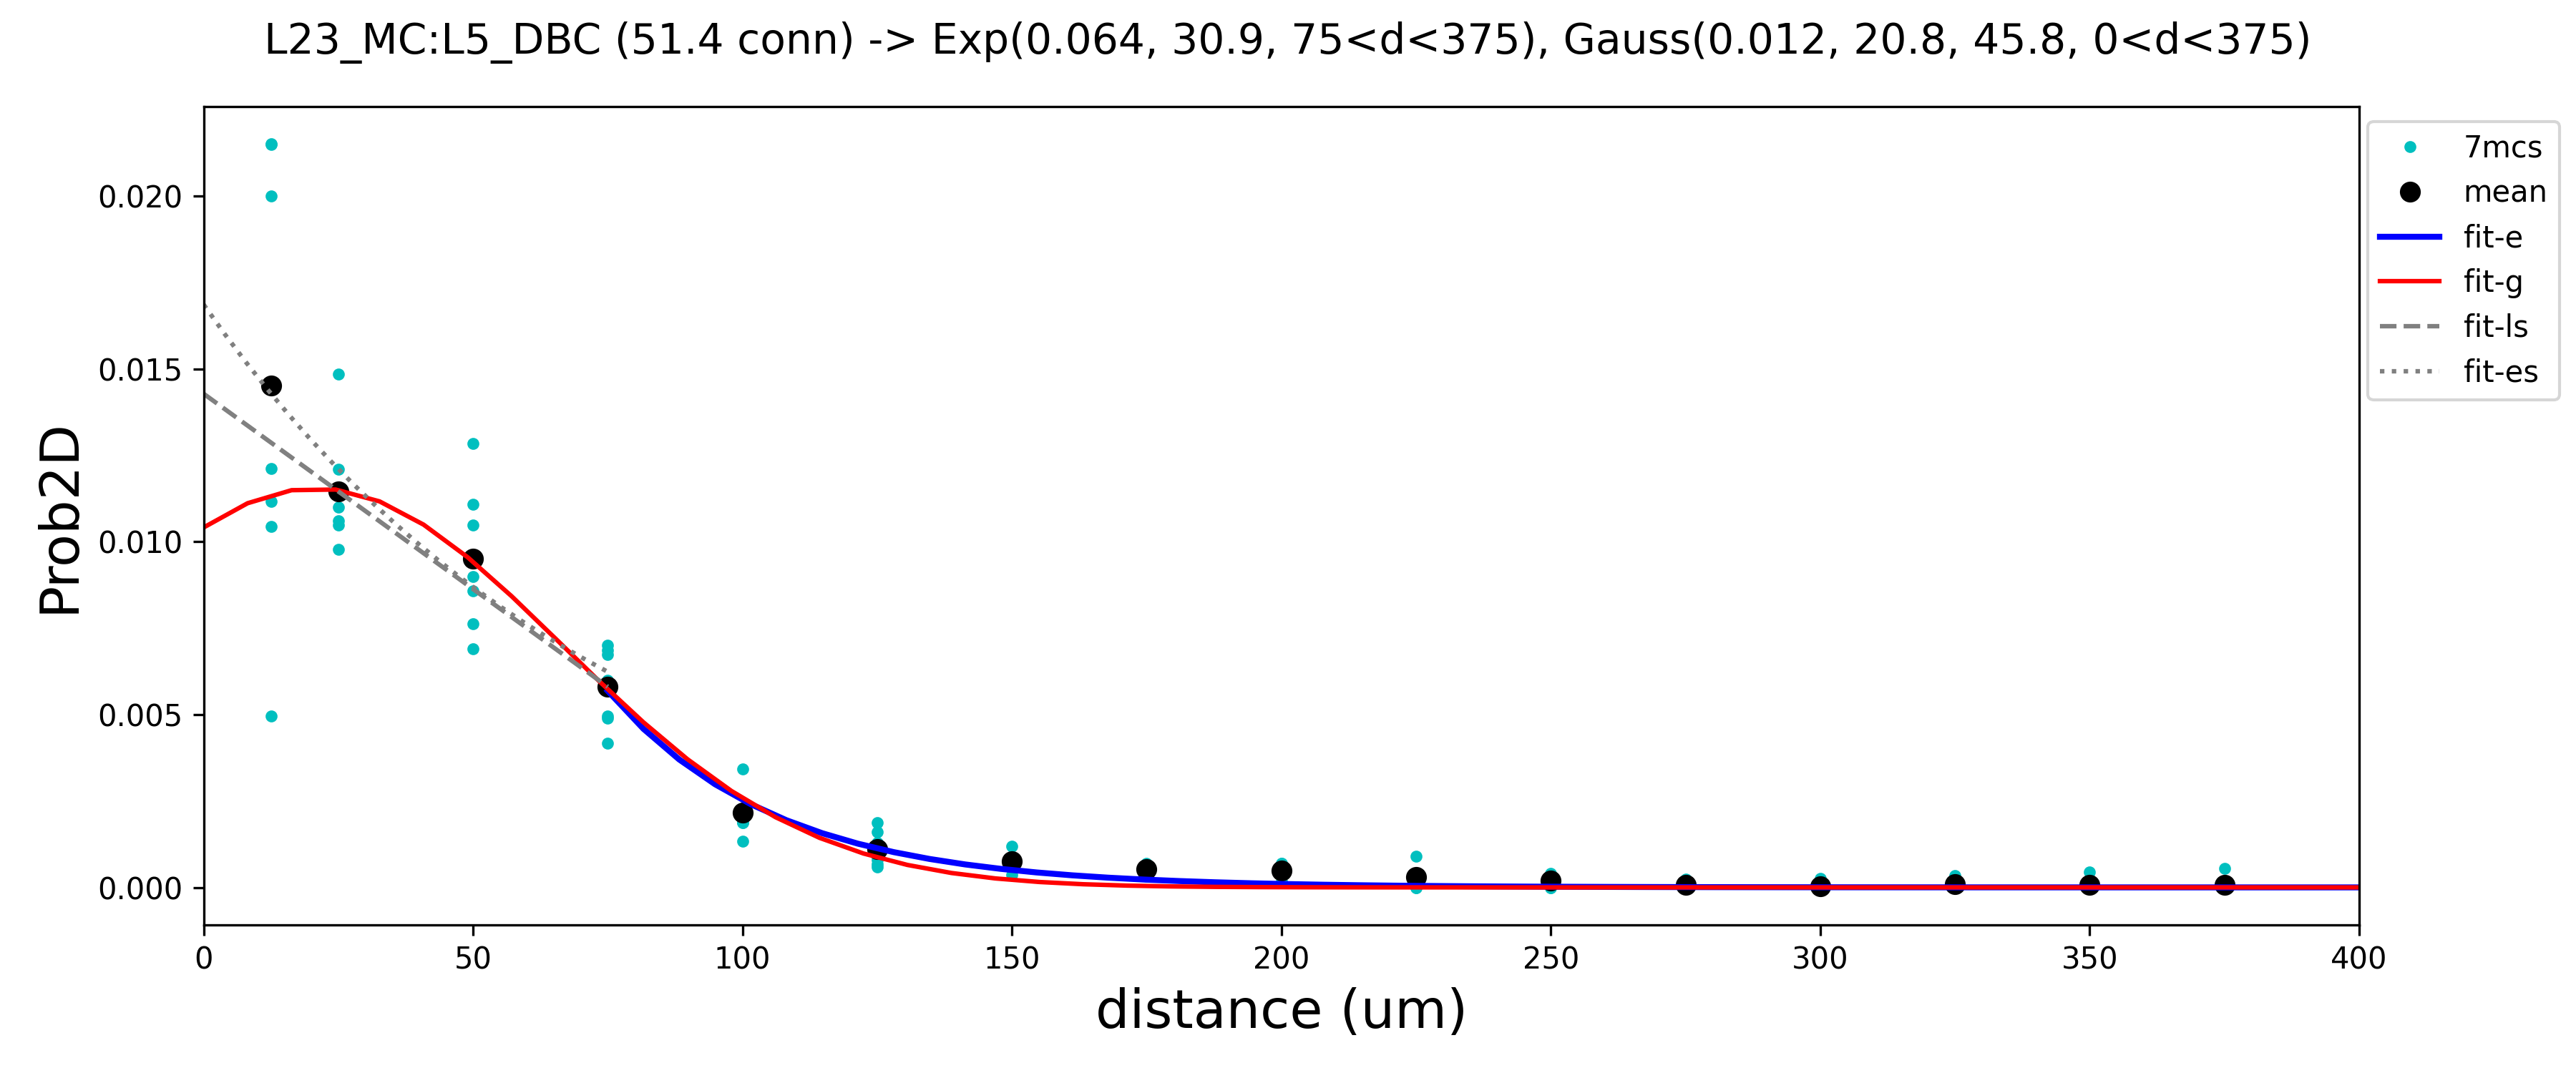 L23_MC:L5_DBC (51.4 conn) -> Exp(0.064, 30.9, 75<d<375), Gauss(0.012, 20.8, 45.8, 0<d<375)
7mcs
mean
fit-e
fit-g
fit-ls
fit-es
Prob2D
0.020
0.015
0.010
0.005
0.000
0 50 100 150 200 250 300 350 400
distance (um)